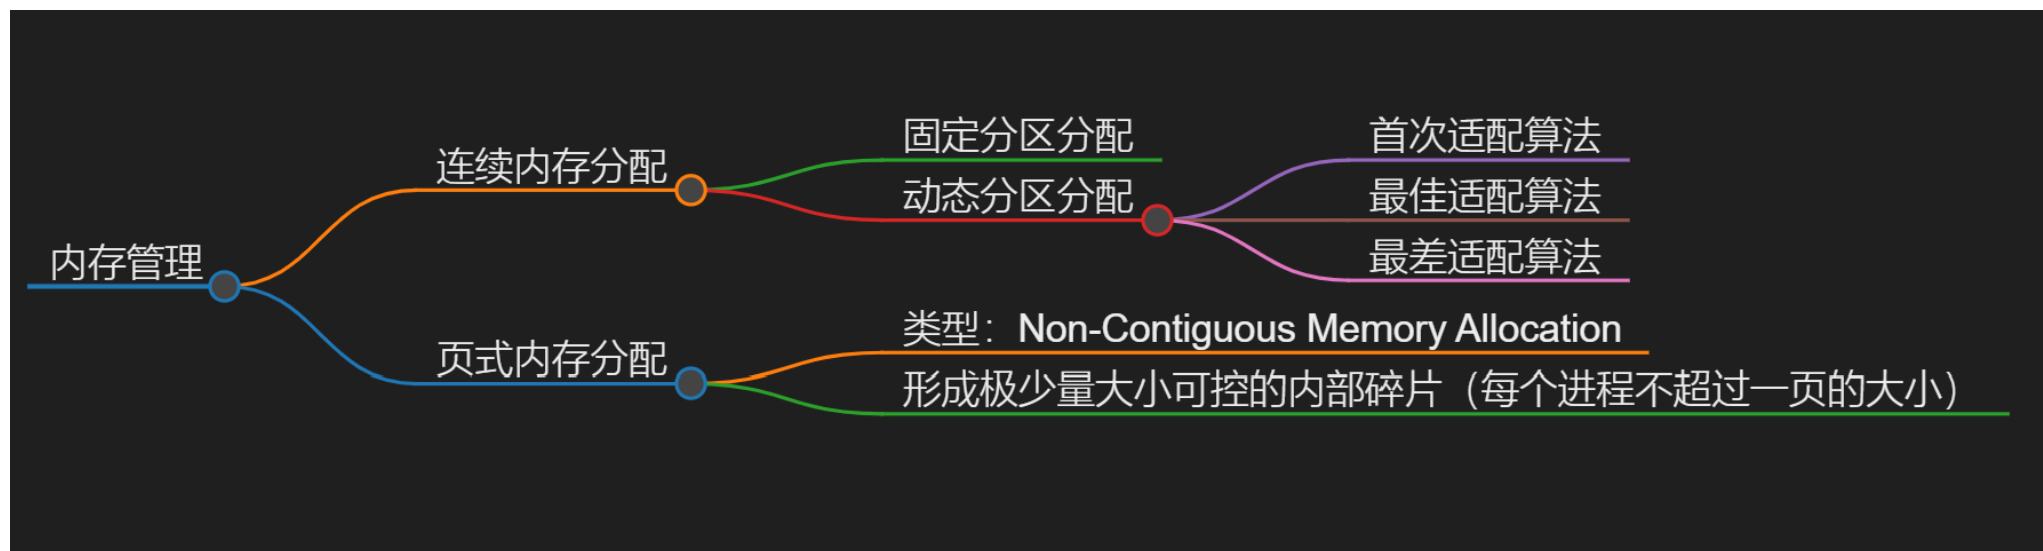 内存管理
连续内存分配
固定分区分配
动态分区分配
首次适配算法
最佳适配算法
最差适配算法
页式内存分配
类型：Non-Contiguous Memory Allocation
形成极少量大小可控的内部碎片（每个进程不超过一页的大小）